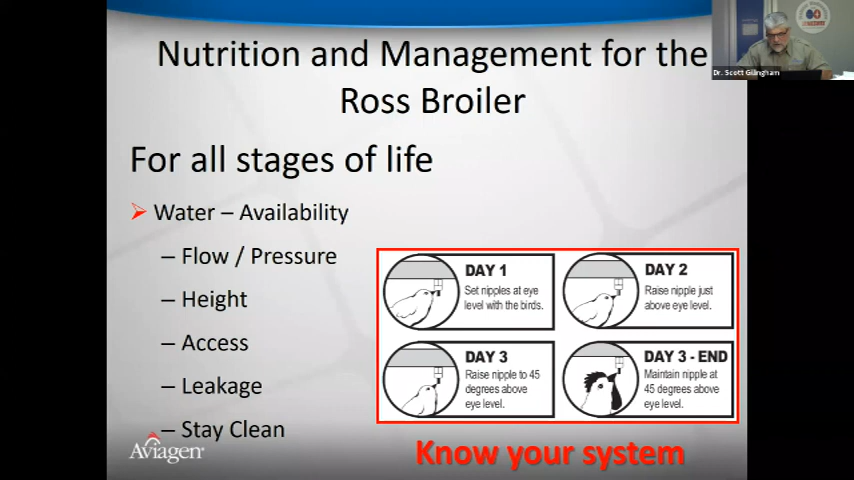 Nutrition and Management for the
Ross Broiler
Dr. Scott Gillingham
For all stages of life
Water – Availability
– Flow / Pressure
– Height
– Access
– Leakage
– Stay Clean
DAY 1
Set nipples at eye
level with the birds.
DAY 2
Raise nipple just
above eye level.
DAY 3
Raise nipple to 45
degrees above
eye level.
DAY 3 - END
Maintain nipple at
45 degrees above
eye level.
Aviagen
Know your system